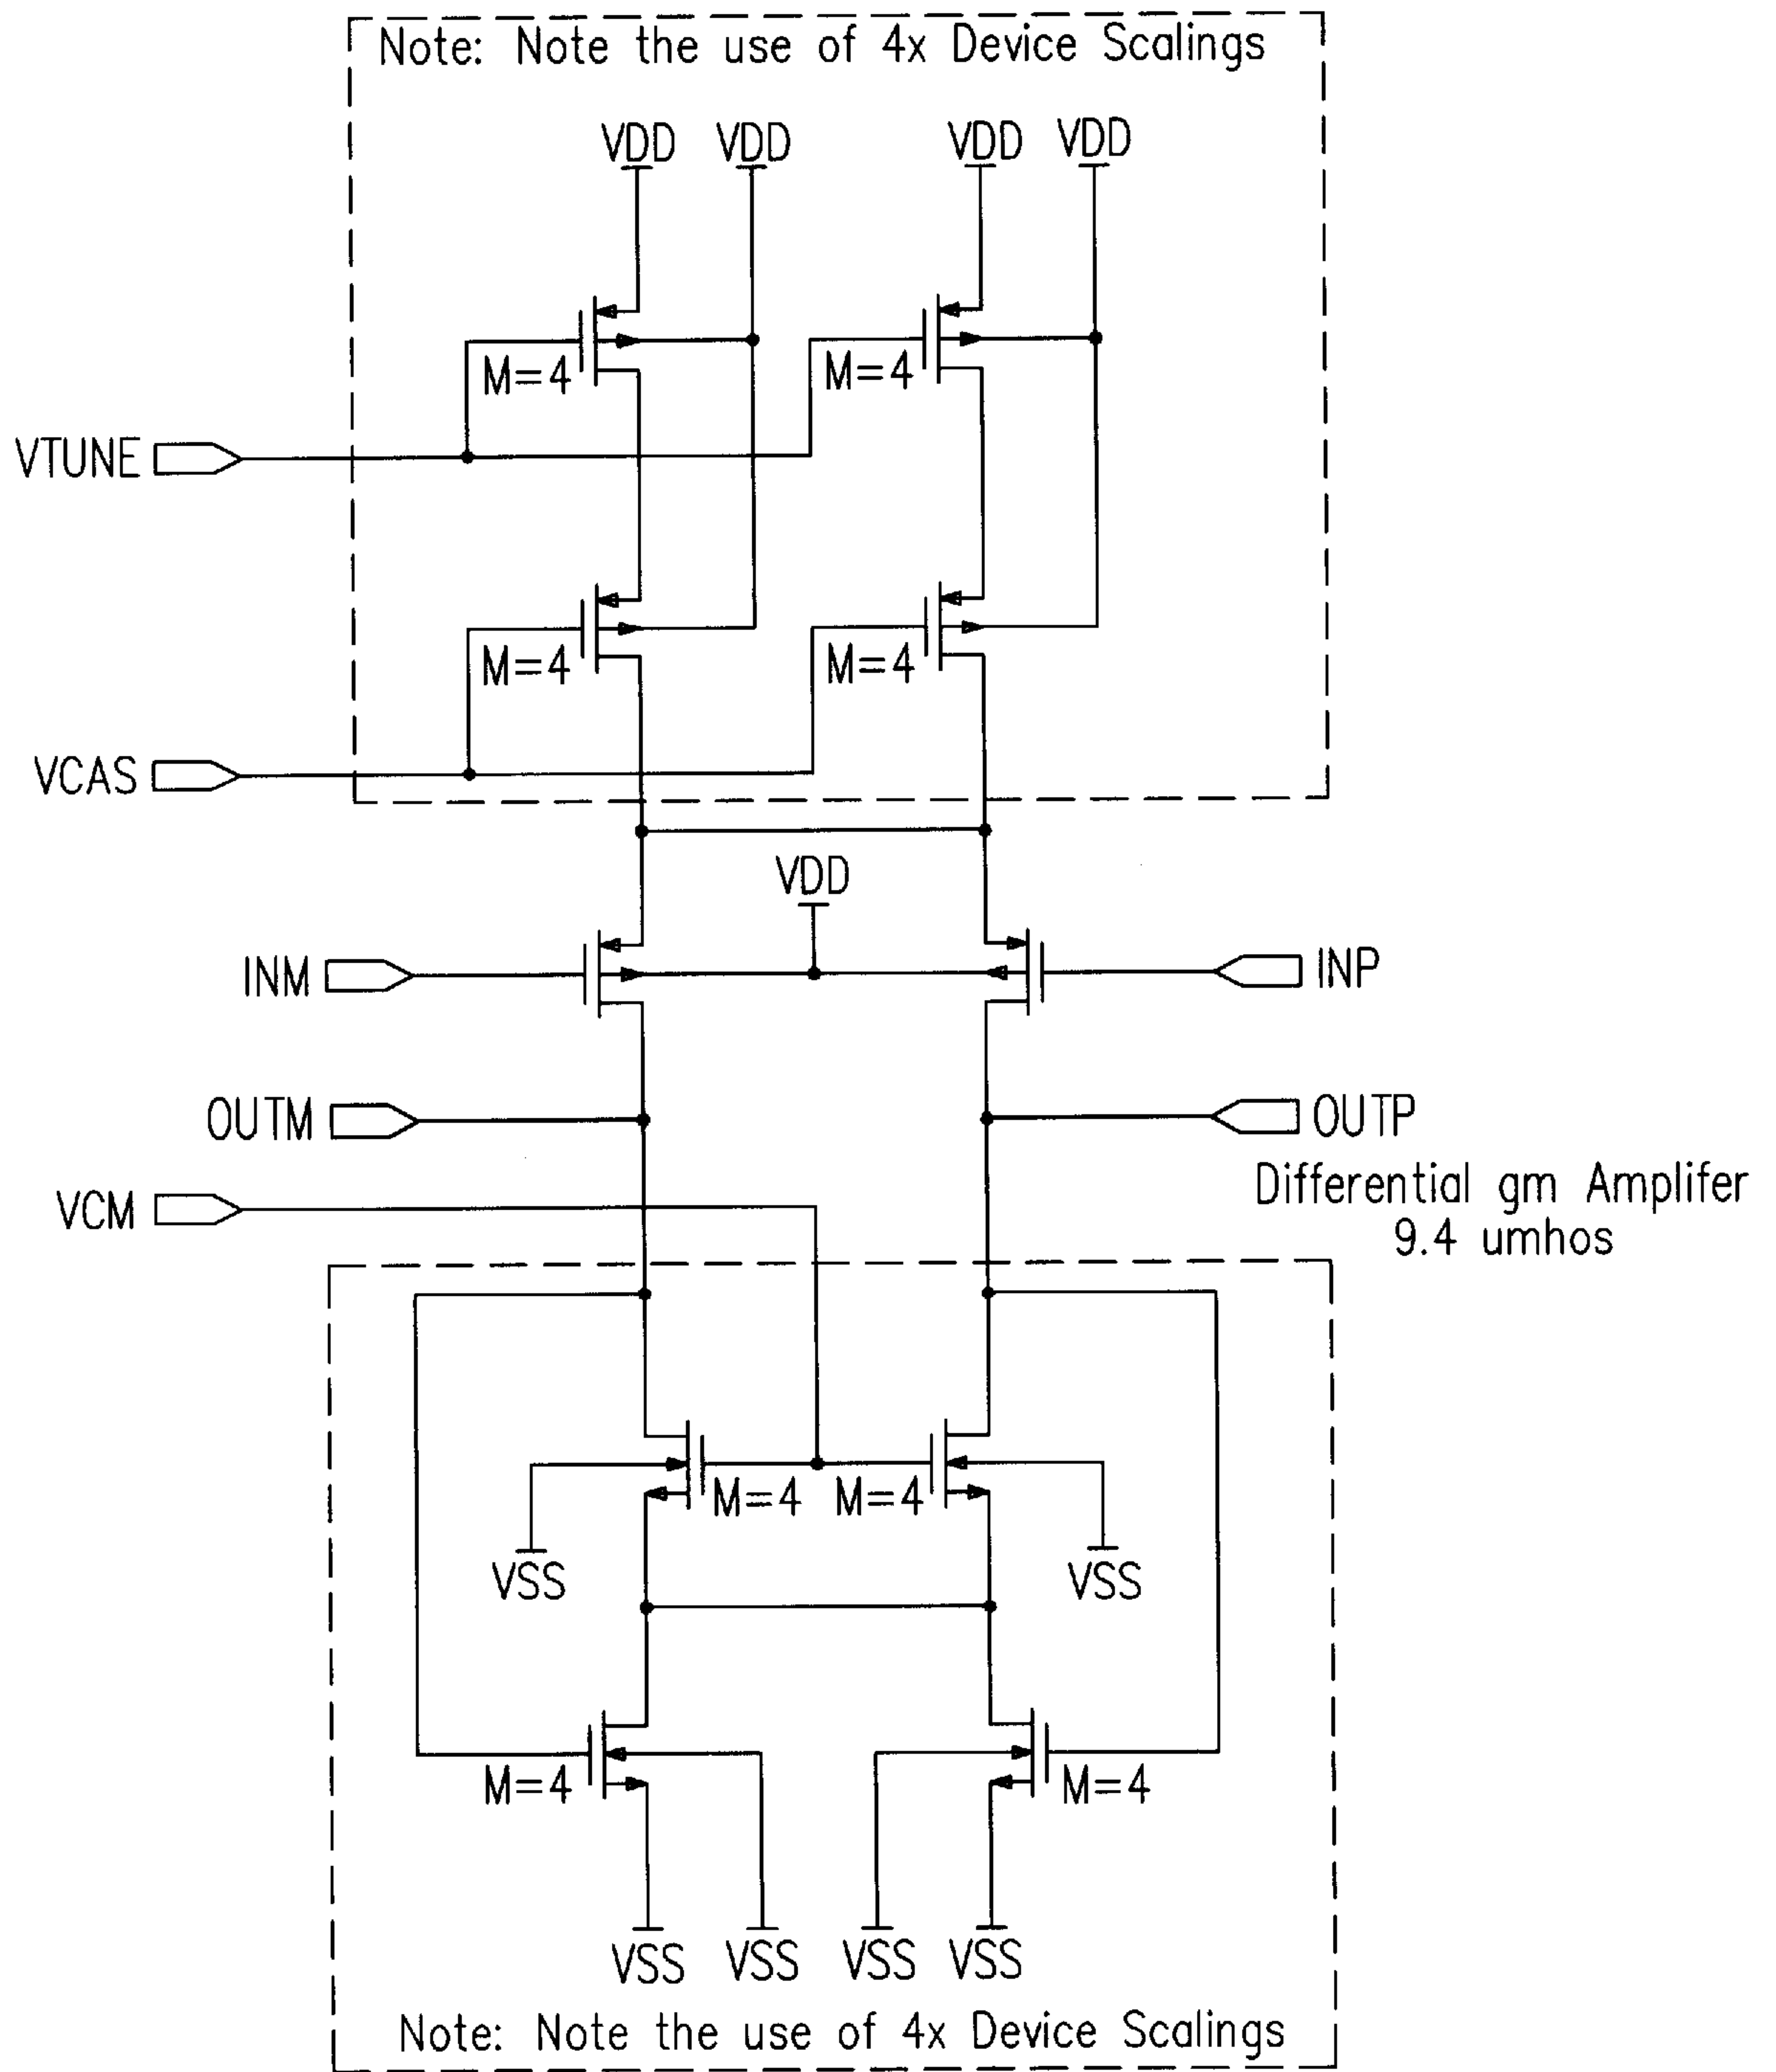 Note: Note the use of 4x Device Scalings
VDD VDD VDD VDD
M=4 M=4
VTUNE
M=4 M=4
VCAS
VDD
INM INP
OUTM OUTP
Differential gm Amplifer
VCM
9.4 umhos
M=4 M=4
VSS VSS
M=4 M=4
VSS VSS VSS VSS
Note: Note the use of 4x Device Scalings